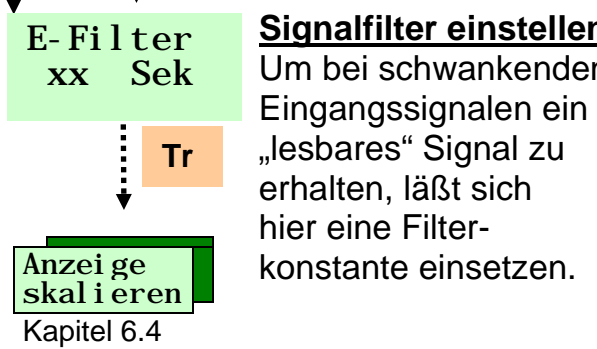 E-Filter
xx Sek
Tr
Anzeige
skalieren
Kapitel 6.4
Signalfilter einstellen
Um bei schwankenden
Eingangssignalen ein
„lesbares“ Signal zu
erhalten, läßt sich
hier eine Filter-
konstante einsetzen.